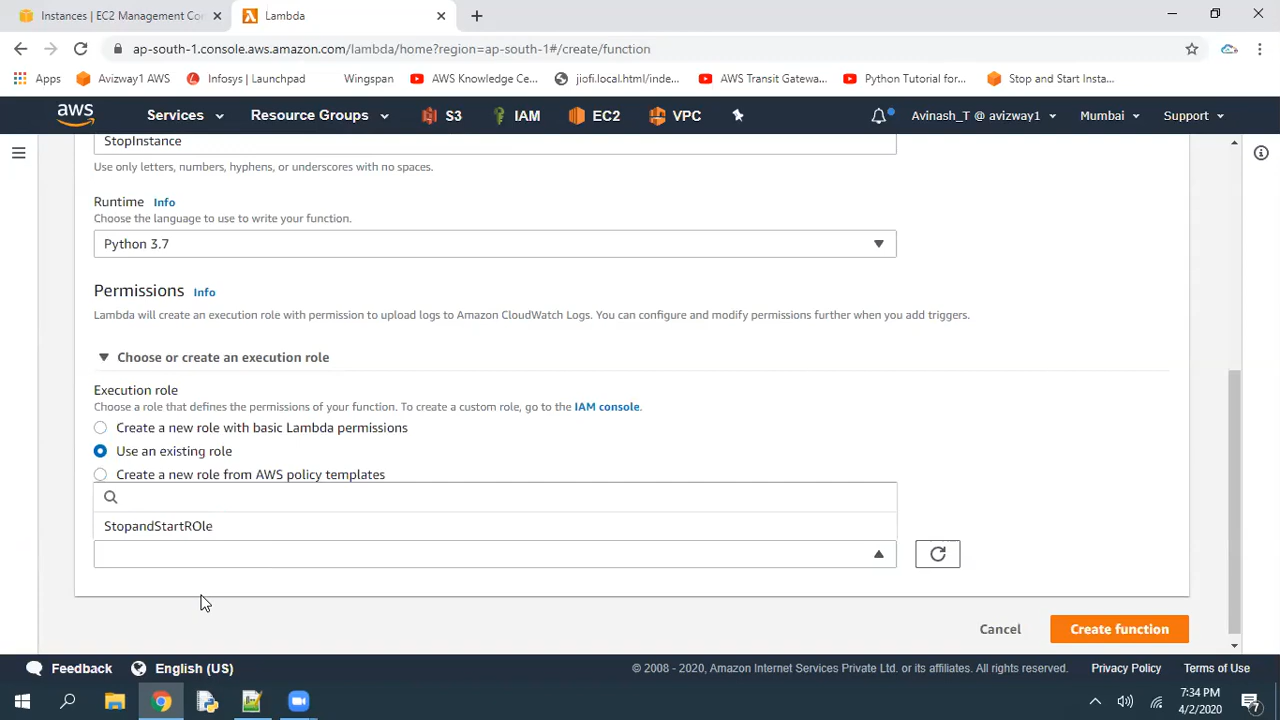 Instances | EC2 Management Con
Lambda
ap-south-1.console.aws.amazon.com/lambda/home?region=ap-south-1#/create/function
Apps
Avizway1 AWS
Infosys | Launchpad
Wingspan
AWS Knowledge Ce...
jiofi.local.html/inde...
AWS Transit Gatewa...
Python Tutorial for...
Stop and Start Insta...
aws
Services
Resource Groups
S3
IAM
EC2
VPC
Avinash_T @ avizway1
Mumbai
Support
StopInstance
Use only letters, numbers, hyphens, or underscores with no spaces.
Runtime Info
Choose the language to use to write your function.
Python 3.7
Permissions Info
Lambda will create an execution role with permission to upload logs to Amazon CloudWatch Logs. You can configure and modify permissions further when you add triggers.
Choose or create an execution role
Execution role
Choose a role that defines the permissions of your function. To create a custom role, go to the IAM console.
Create a new role with basic Lambda permissions
Use an existing role
Create a new role from AWS policy templates
StopandStartROle
Cancel
Create function
Feedback
English (US)
© 2008 - 2020, Amazon Internet Services Private Ltd. or its affiliates. All rights reserved.
Privacy Policy
Terms of Use
7:34 PM
4/2/2020
7